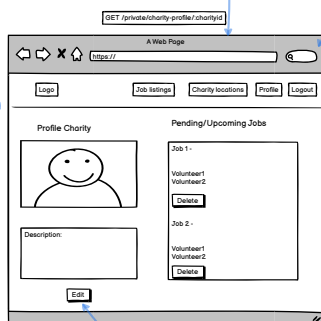 GET /private/charity-profile/:charityid
A Web Page
https://
Logo
Job listings
Charity locations
Profile
Logout
Profile Charity
Pending/Upcoming Jobs
Job 1 -
Volunteer1
Volunteer2
Delete
Description:
Job 2 -
Volunteer1
Volunteer2
Delete
Edit